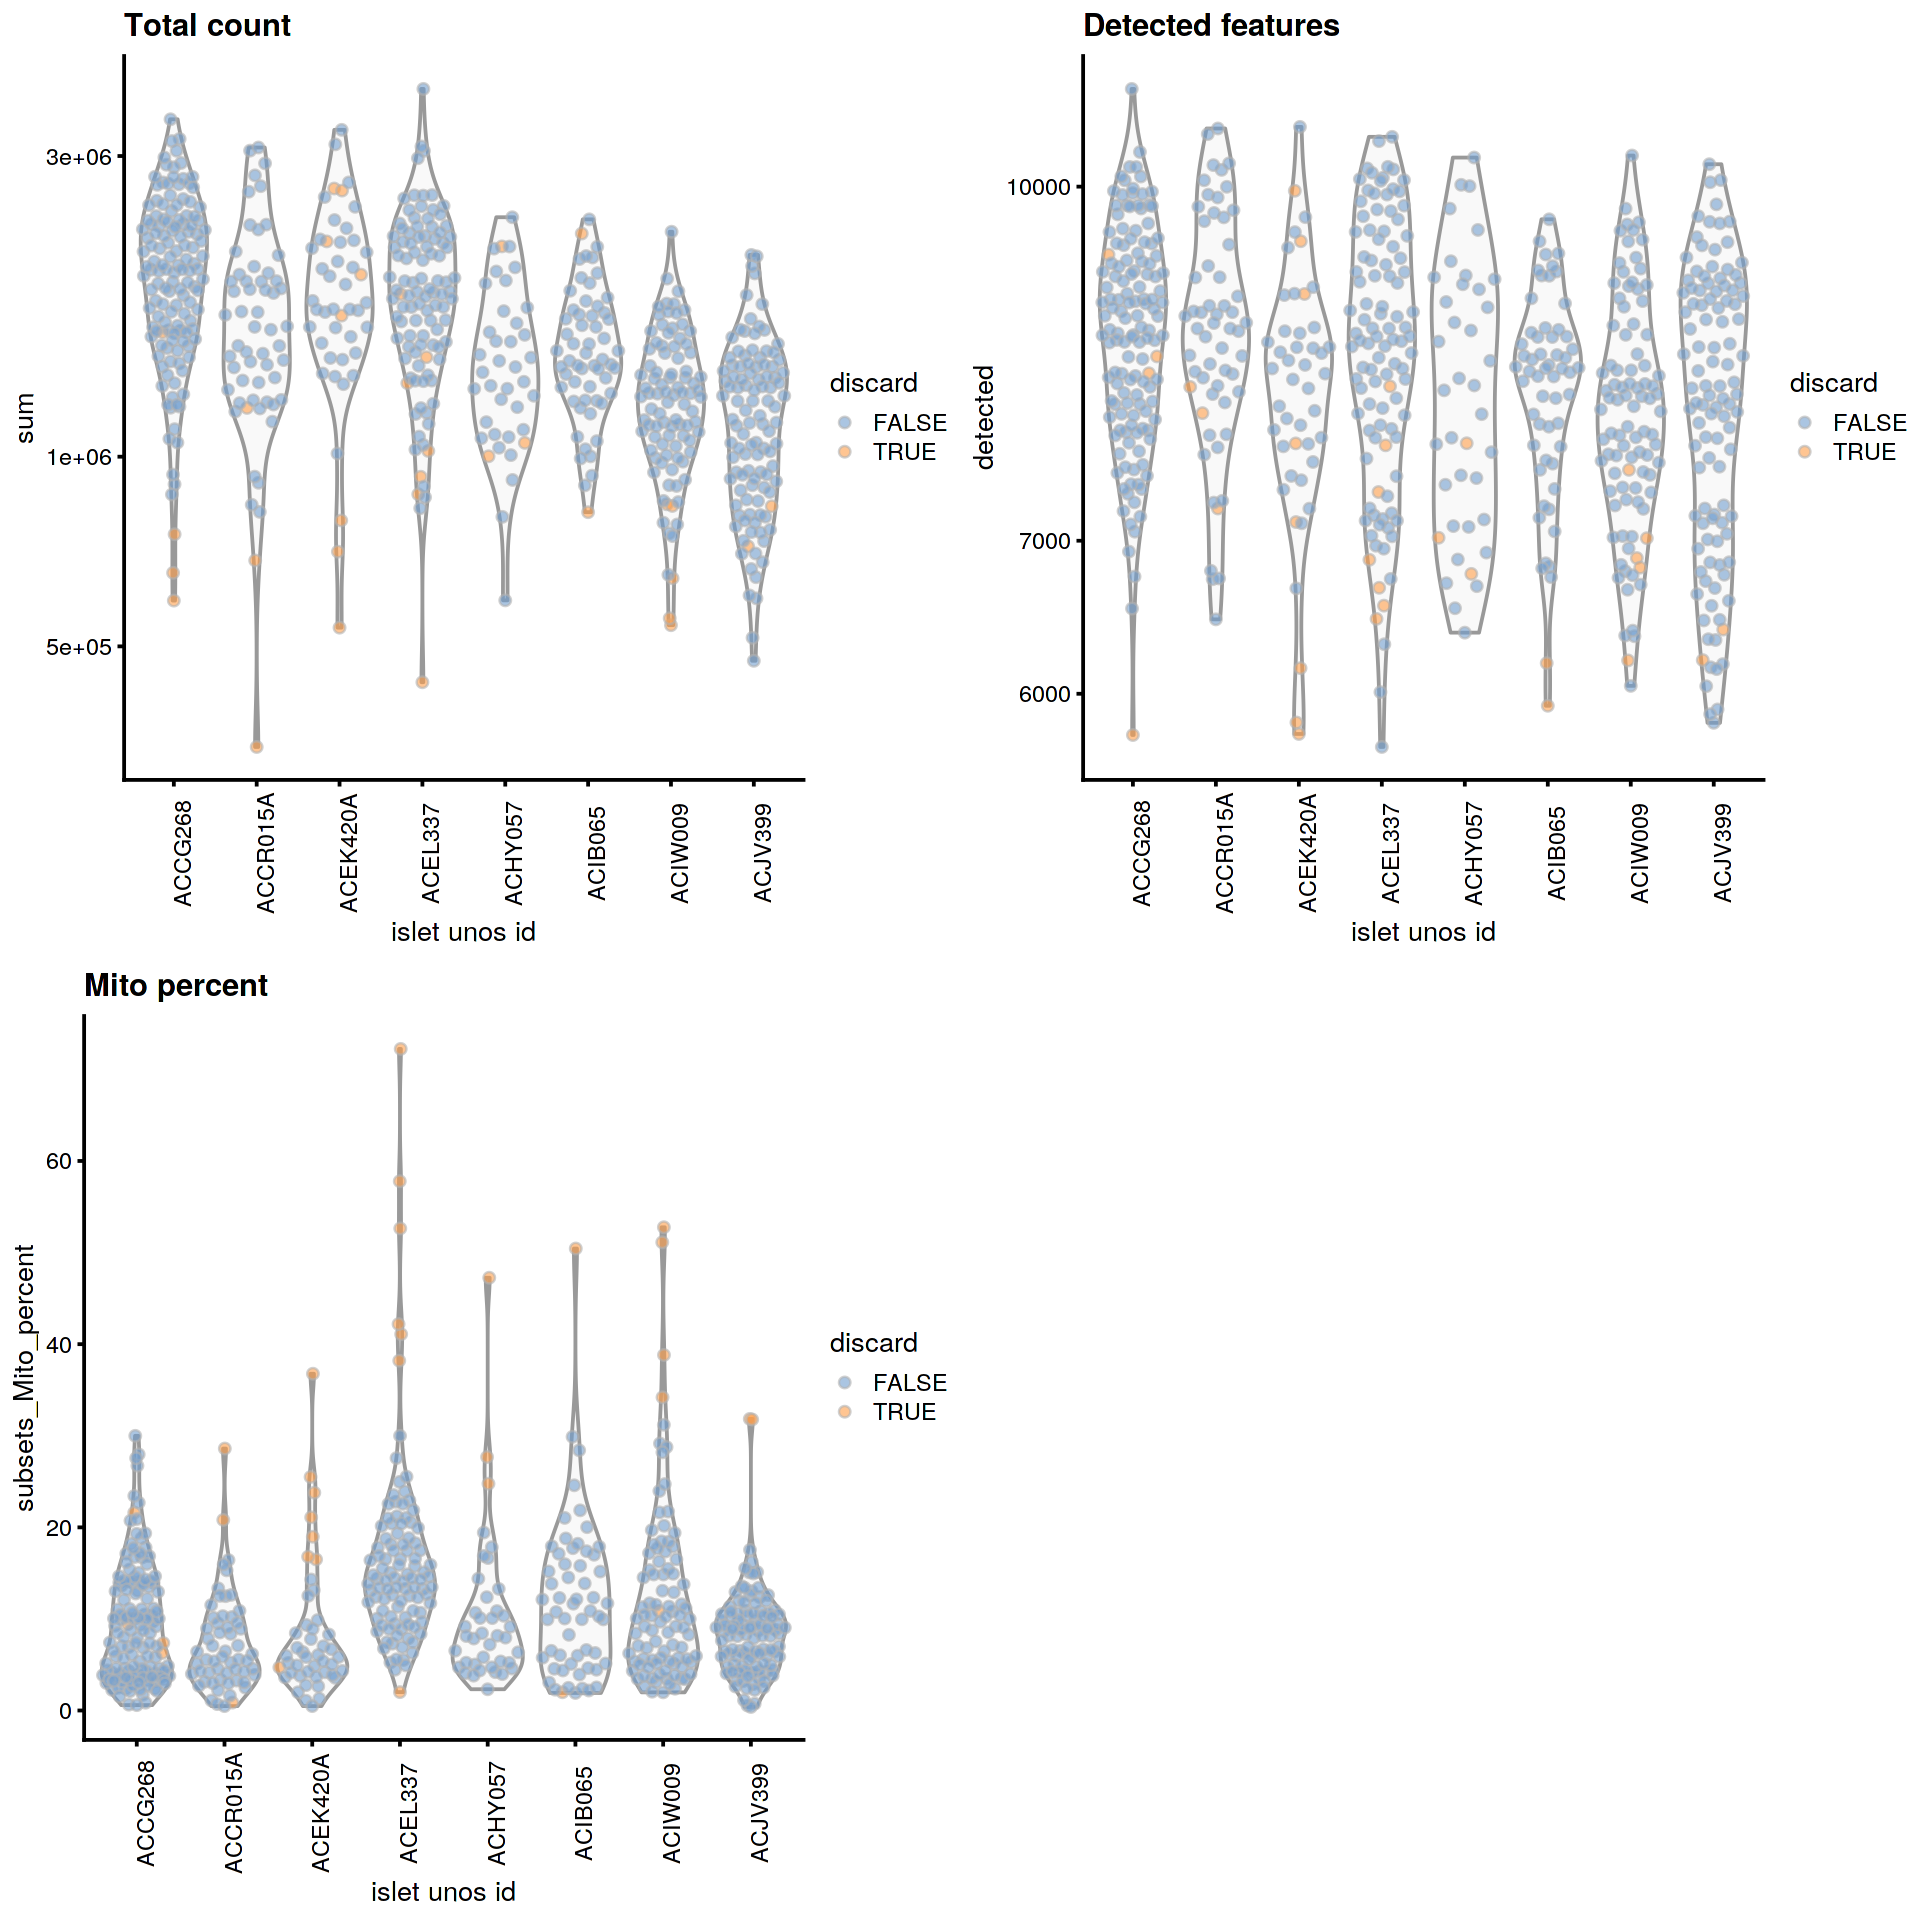 Total count
sum
3e+06
1e+06
5e+05
ACCG268
ACCR015A
ACEK420A
ACEL337
ACHY057
ACIB065
ACIW009
ACJV399
islet unos id
discard
FALSE
TRUE
Detected features
detected
10000
7000
6000
ACCG268
ACCR015A
ACEK420A
ACEL337
ACHY057
ACIB065
ACIW009
ACJV399
islet unos id
discard
FALSE
TRUE
Mito percent
subsets_Mito_percent
60
40
20
0
ACCG268
ACCR015A
ACEK420A
ACEL337
ACHY057
ACIB065
ACIW009
ACJV399
islet unos id
discard
FALSE
TRUE